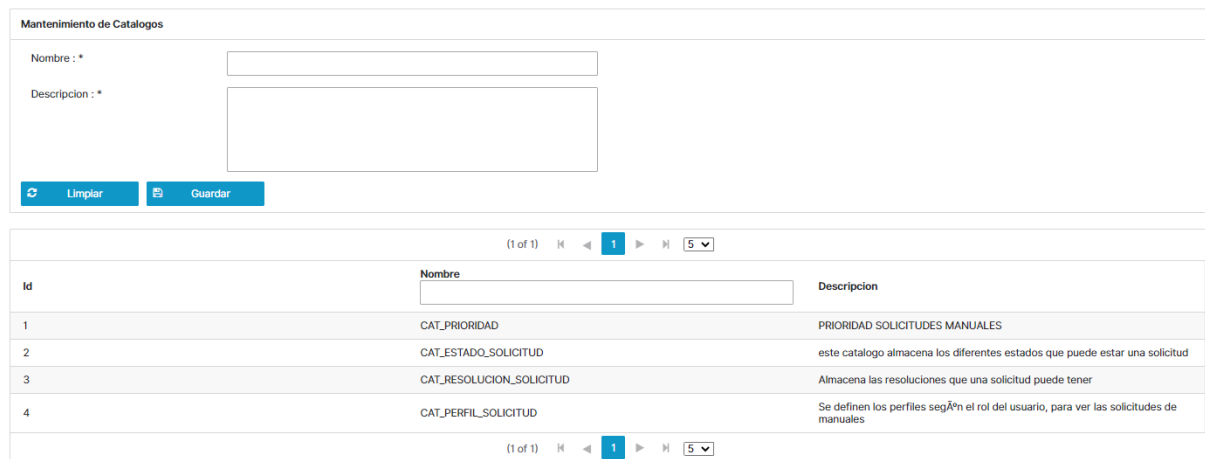 Mantenimiento de Catalogos
Nombre : *
Descripcion : *
Limpiar Guardar
(1 of 1) 1 5
Id Nombre Descripcion
1 CAT_PRIORIDAD PRIORIDAD SOLICITUDES MANUALES
2 CAT_ESTADO_SOLICITUD este catalogo almacena los diferentes estados que puede estar una solicitud
3 CAT_RESOLUCION_SOLICITUD Almacena las resoluciones que una solicitud puede tener
4 CAT_PERFIL_SOLICITUD Se definen los perfiles segÃºn el rol del usuario, para ver las solicitudes de
manuales
(1 of 1) 1 5